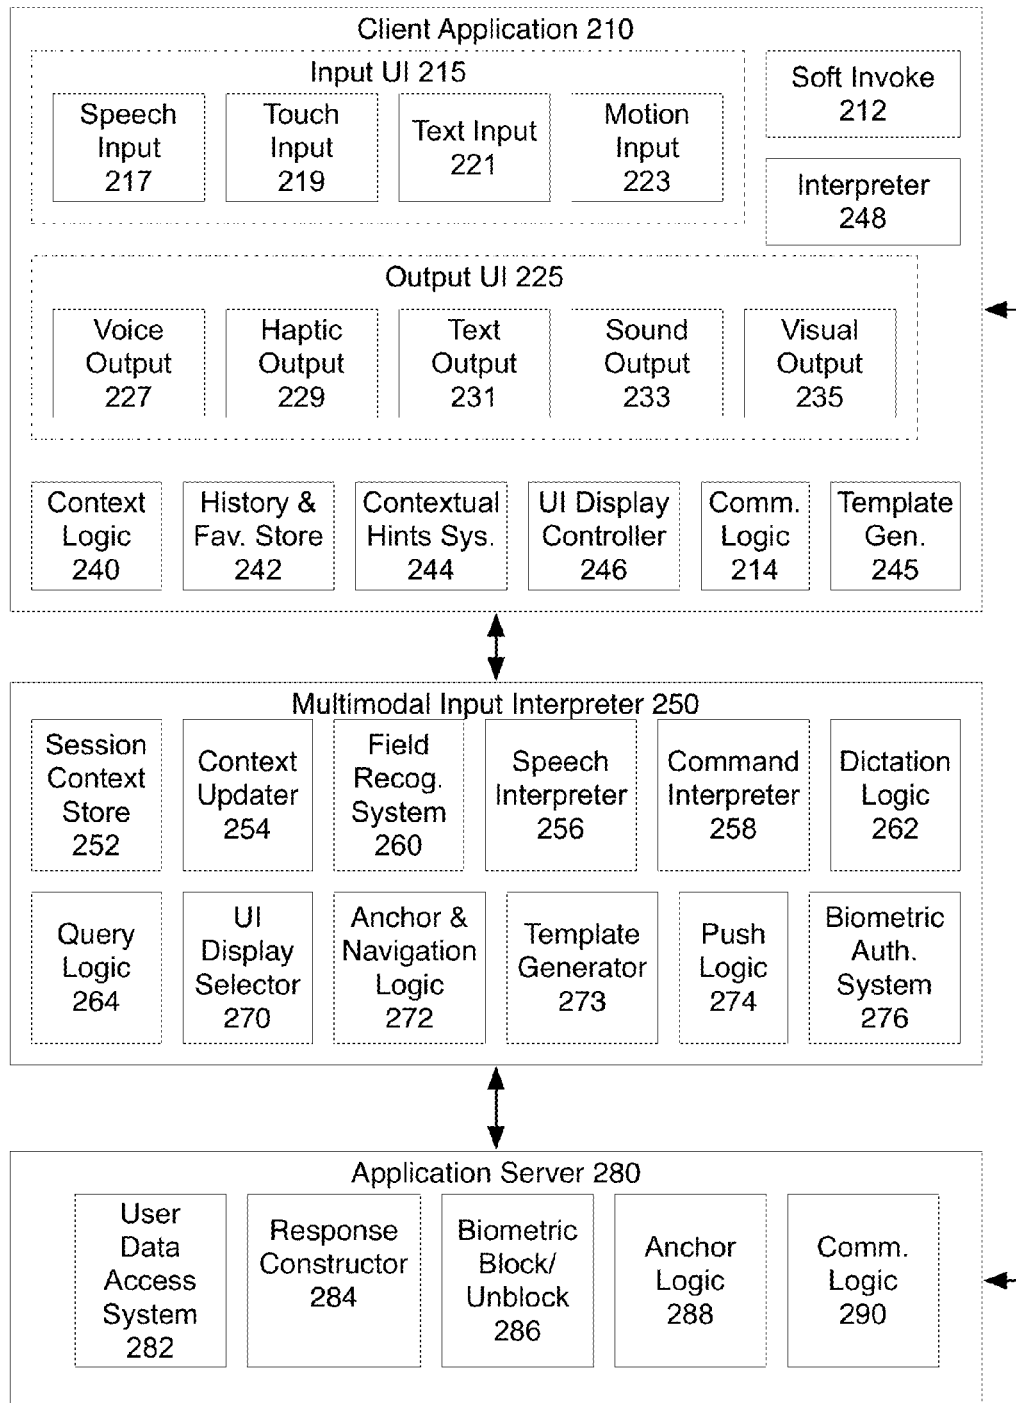 Client Application 210
Input UI 215
Speech
Input
217
Touch
Input
219
Text Input
221
Motion
Input
223
Soft Invoke
212
Interpreter
248
Output UI 225
Voice
Output
227
Haptic
Output
229
Text
Output
231
Sound
Output
233
Visual
Output
235
Context
Logic
240
History &
Fav. Store
242
Contextual
Hints Sys.
244
UI Display
Controller
246
Comm.
Logic
214
Template
Gen.
245
Multimodal Input Interpreter 250
Session
Context
Store
252
Context
Updater
254
Field
Recog.
System
260
Speech
Interpreter
256
Command
Interpreter
258
Dictation
Logic
262
Query
Logic
264
UI
Display
Selector
270
Anchor &
Navigation
Logic
272
Template
Generator
273
Push
Logic
274
Biometric
Auth.
System
276
Application Server 280
User
Data
Access
System
282
Response
Constructor
284
Biometric
Block/
Unblock
286
Anchor
Logic
288
Comm.
Logic
290